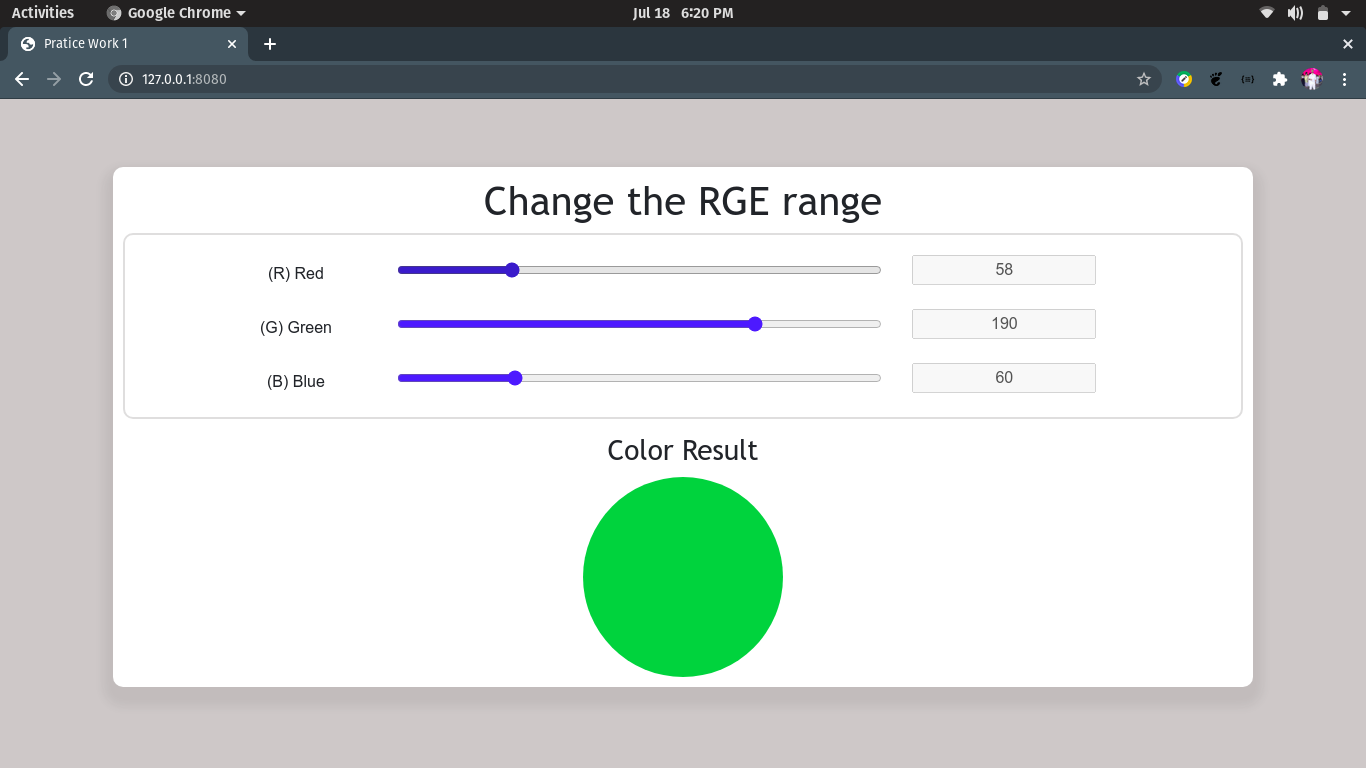 Activities Google Chrome Jul 18 6:20 PM
Pratice Work 1
127.0.0.1:8080
Change the RGE range
(R) Red 58
(G) Green 190
(B) Blue 60
Color Result